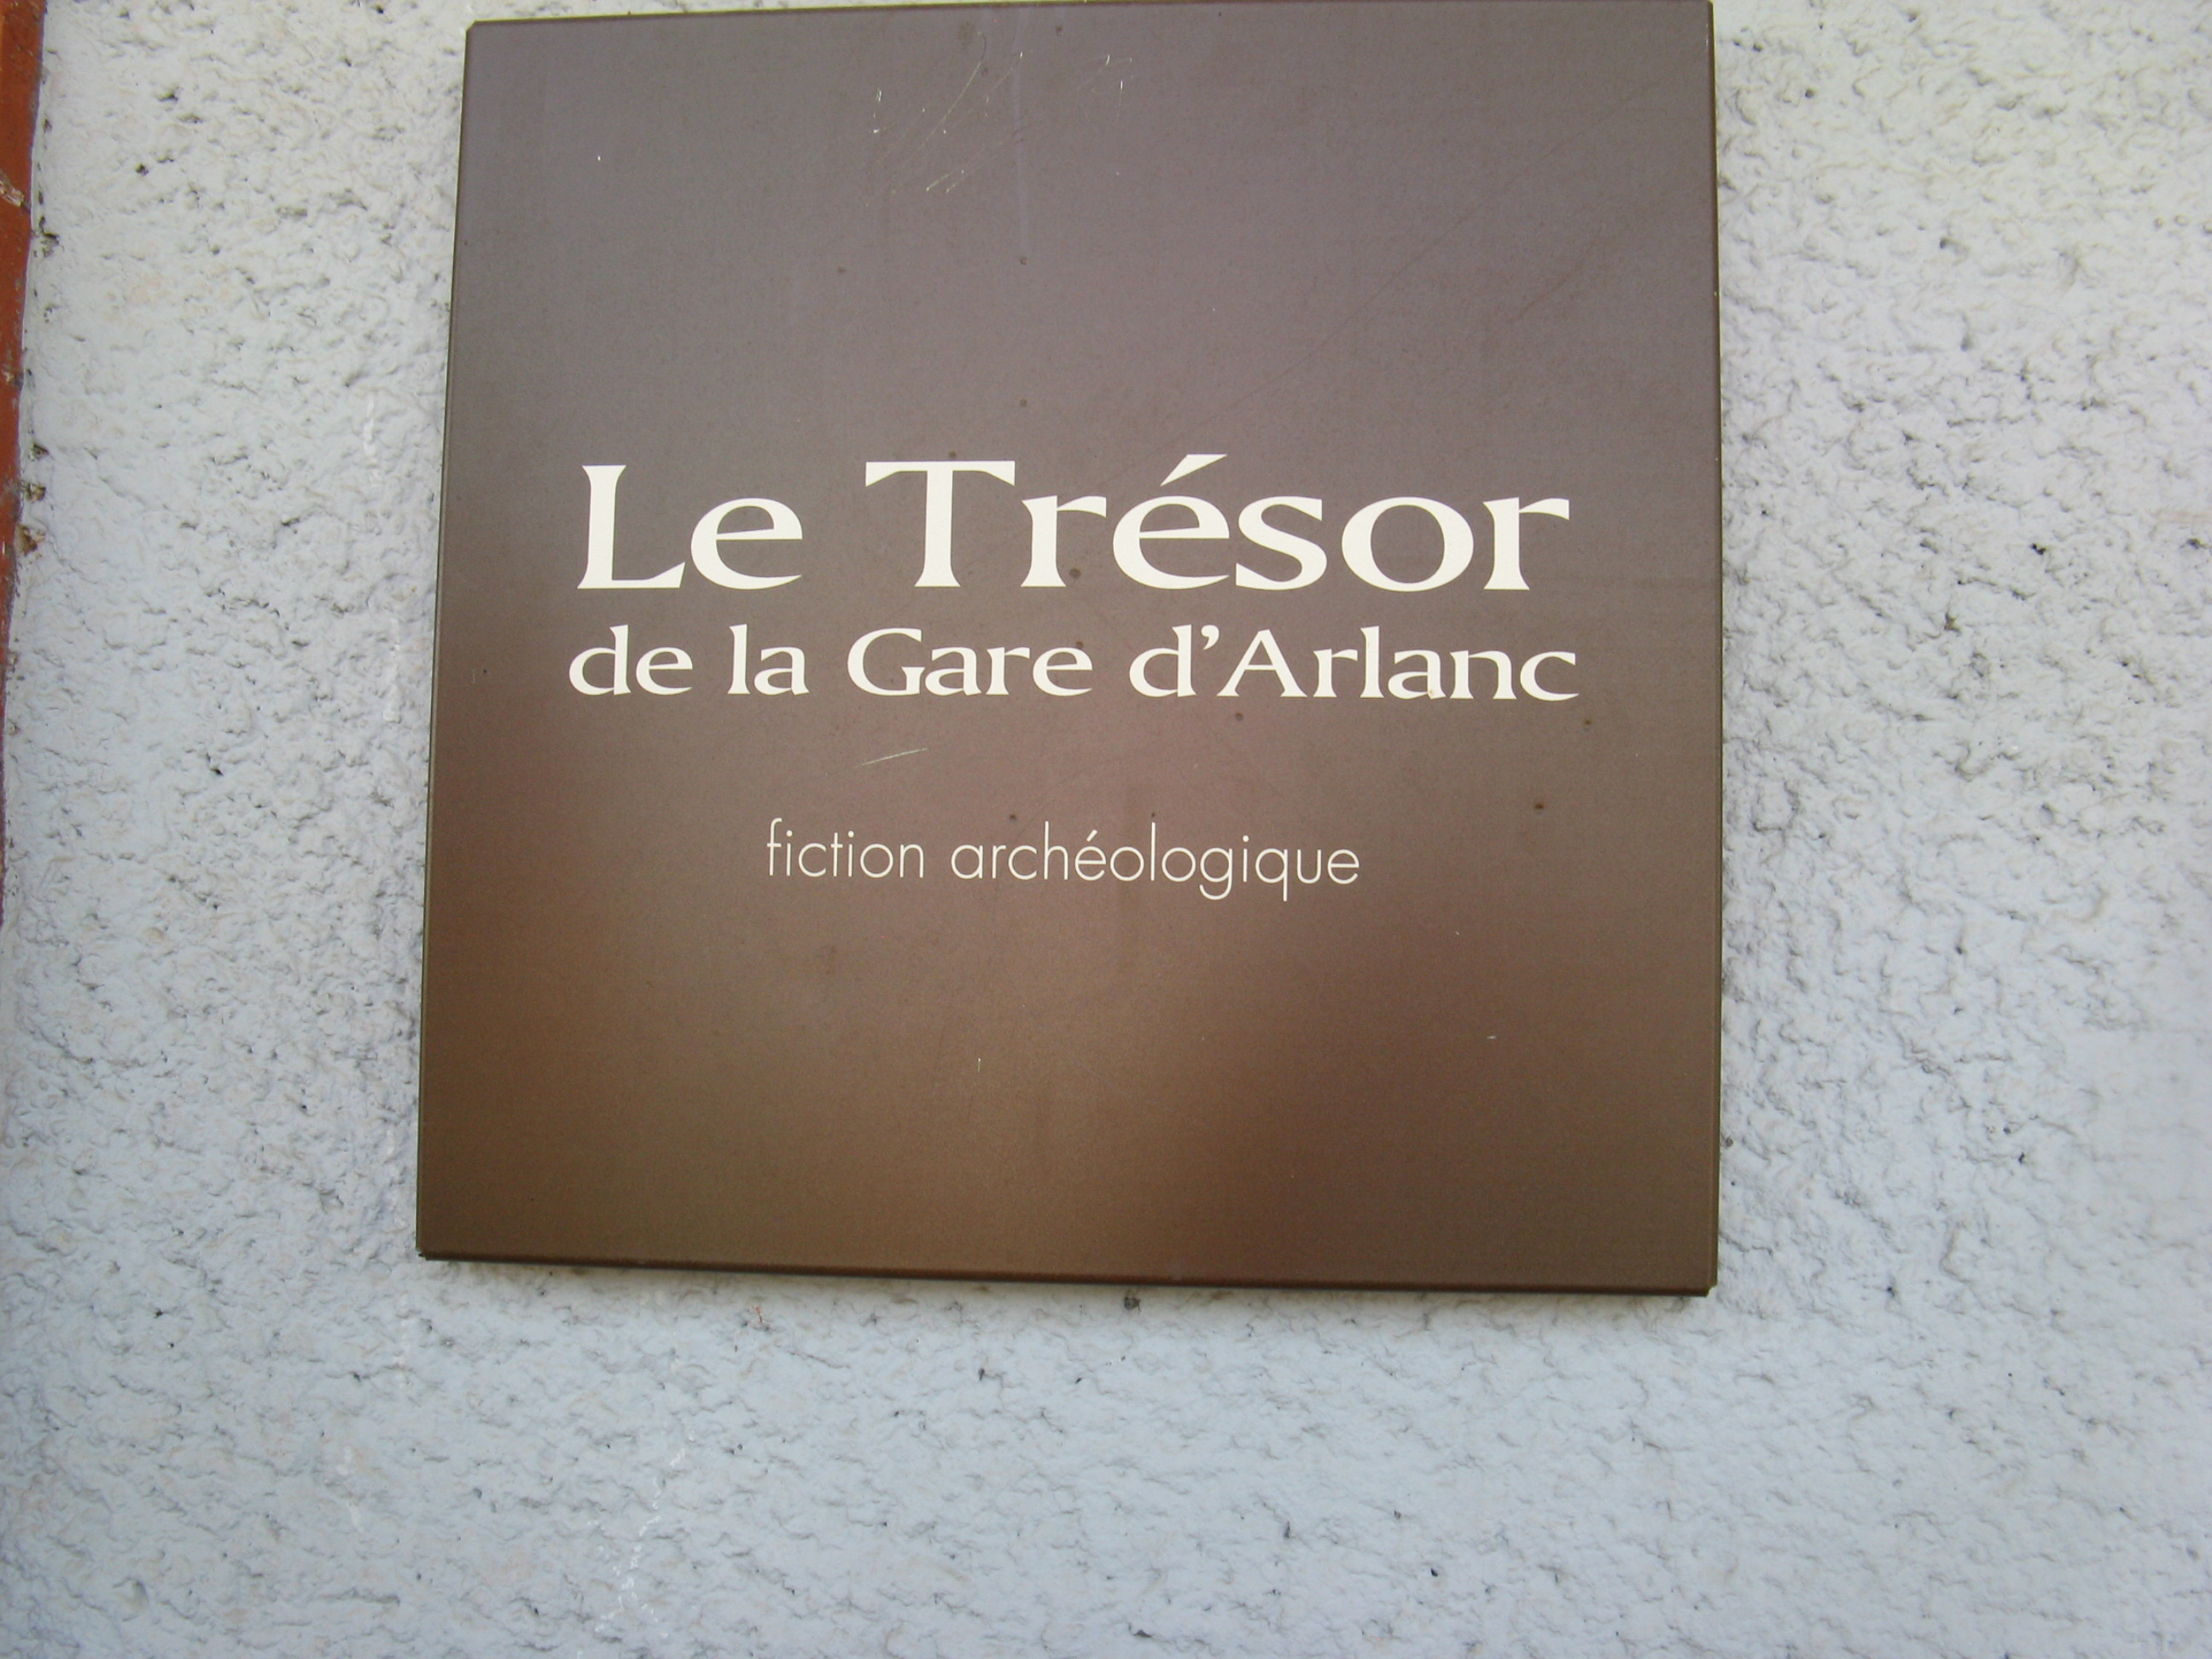 Le Trésor
de la Gare d'Arlanc
fiction archéologique